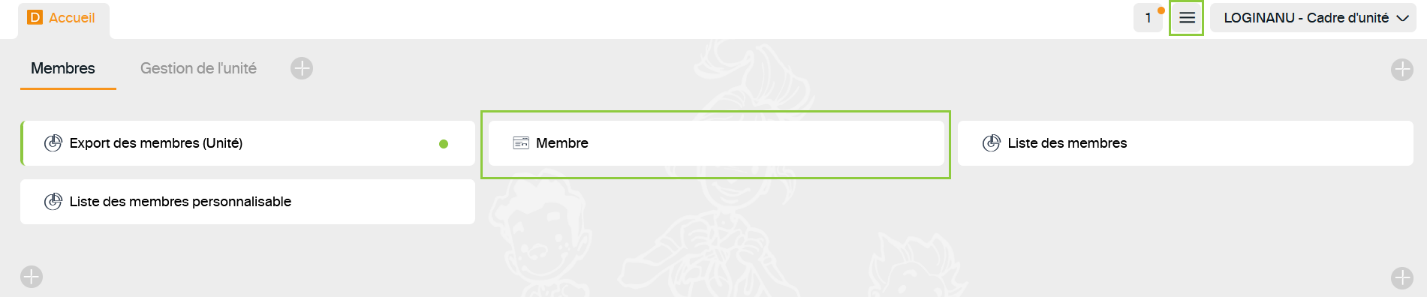 D Accueil
1
LOGINANU - Cadre d'unité
Membres
Gestion de l'unité
Export des membres (Unité)
Membre
Liste des membres
Liste des membres personnalisable